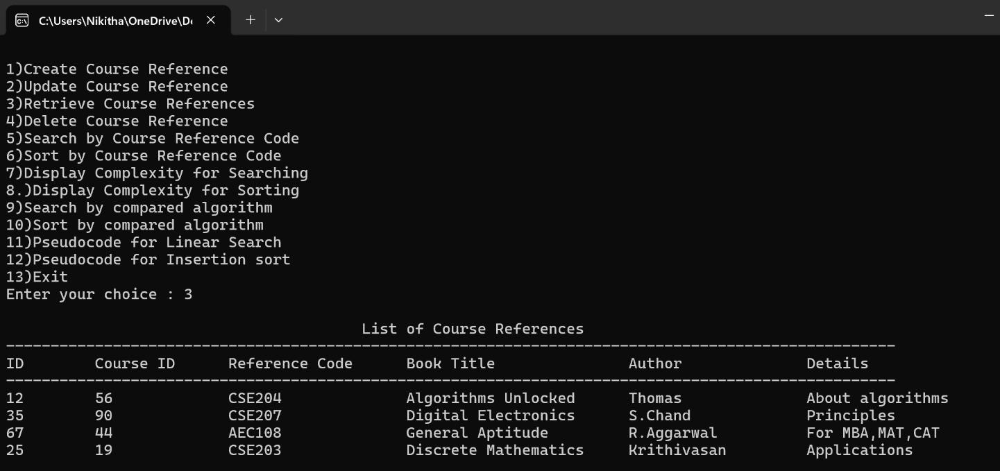 C:\Users\Nikitha\OneDrive\De
1)Create Course Reference
2)Update Course Reference
3)Retrieve Course References
4)Delete Course Reference
5)Search by Course Reference Code
6)Sort by Course Reference Code
7)Display Complexity for Searching
8.)Display Complexity for Sorting
9)Search by compared algorithm
10)Sort by compared algorithm
11)Pseudocode for Linear Search
12)Pseudocode for Insertion sort
13)Exit
Enter your choice : 3
List of Course References
ID Course ID Reference Code Book Title Author Details
12 56 CSE204 Algorithms Unlocked Thomas About algorithms
35 90 CSE207 Digital Electronics S.Chand Principles
67 44 AEC108 General Aptitude R.Aggarwal For MBA,MAT,CAT
25 19 CSE203 Discrete Mathematics Krithivasan Applications